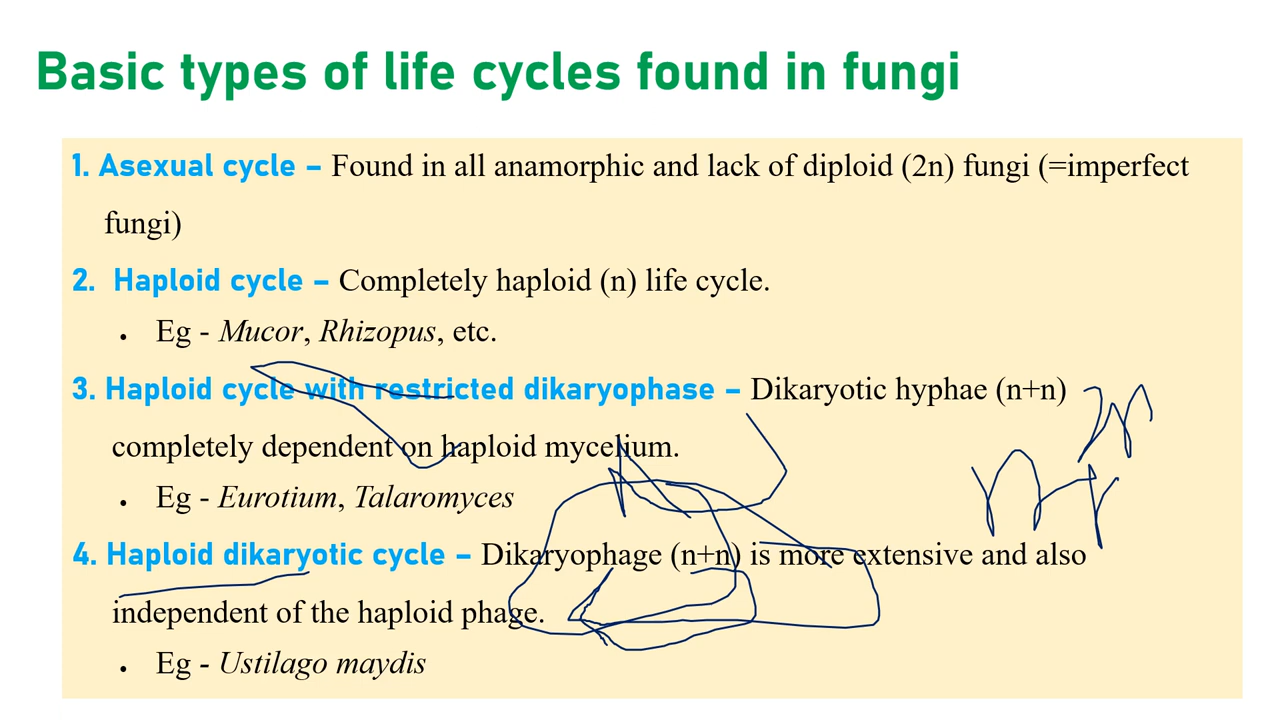 Basic types of life cycles found in fungi
1. Asexual cycle – Found in all anamorphic and lack of diploid (2n) fungi (=imperfect
fungi)
2. Haploid cycle – Completely haploid (n) life cycle.
• Eg - Mucor, Rhizopus, etc.
3. Haploid cycle with restricted dikaryophase – Dikaryotic hyphae (n+n)
completely dependent on haploid mycelium.
• Eg - Eurotium, Talaromyces
4. Haploid dikaryotic cycle – Dikaryophage (n+n) is more extensive and also
independent of the haploid phage.
• Eg - Ustilago maydis